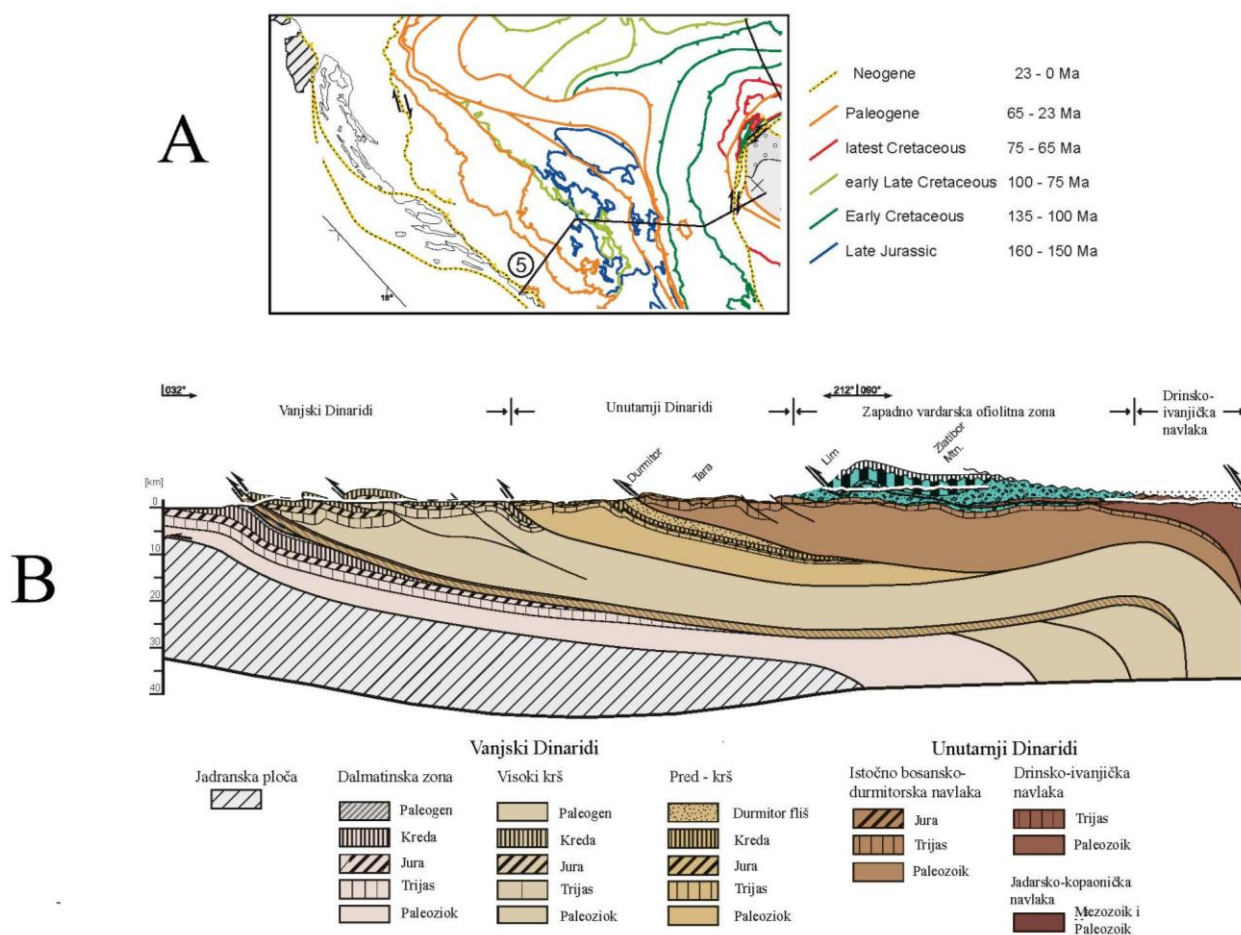 A
Neogene 23 - 0 Ma
Paleogene 65 - 23 Ma
latest Cretaceous 75 - 65 Ma
early Late Cretaceous 100 - 75 Ma
Early Cretaceous 135 - 100 Ma
Late Jurassic 160 - 150 Ma
5
18°
B
032°
212° 090°
Vanjski Dinaridi
Unutarnji Dinaridi
Zapadno vardarska ofiolitna zona
Drinsko-
ivanjička
navlaka
Durmitor
Tara
Lim
Zlatibor
Mtn.
[km]
0
10
20
30
40
Vanjski Dinaridi
Unutarnji Dinaridi
Jadranska ploča
Dalmatinska zona
Paleogen
Kreda
Jura
Trijas
Paleoziok
Visoki krš
Paleogen
Kreda
Jura
Trijas
Paleoziok
Pred - krš
Durmitor fliš
Kreda
Jura
Trijas
Paleoziok
Istočno bosansko-
durmitorska navlaka
Jura
Trijas
Paleozoik
Drinsko-ivanjička
navlaka
Trijas
Paleozoik
Jadarsko-kopaonička
navlaka
Mezozoik i
Paleozoik